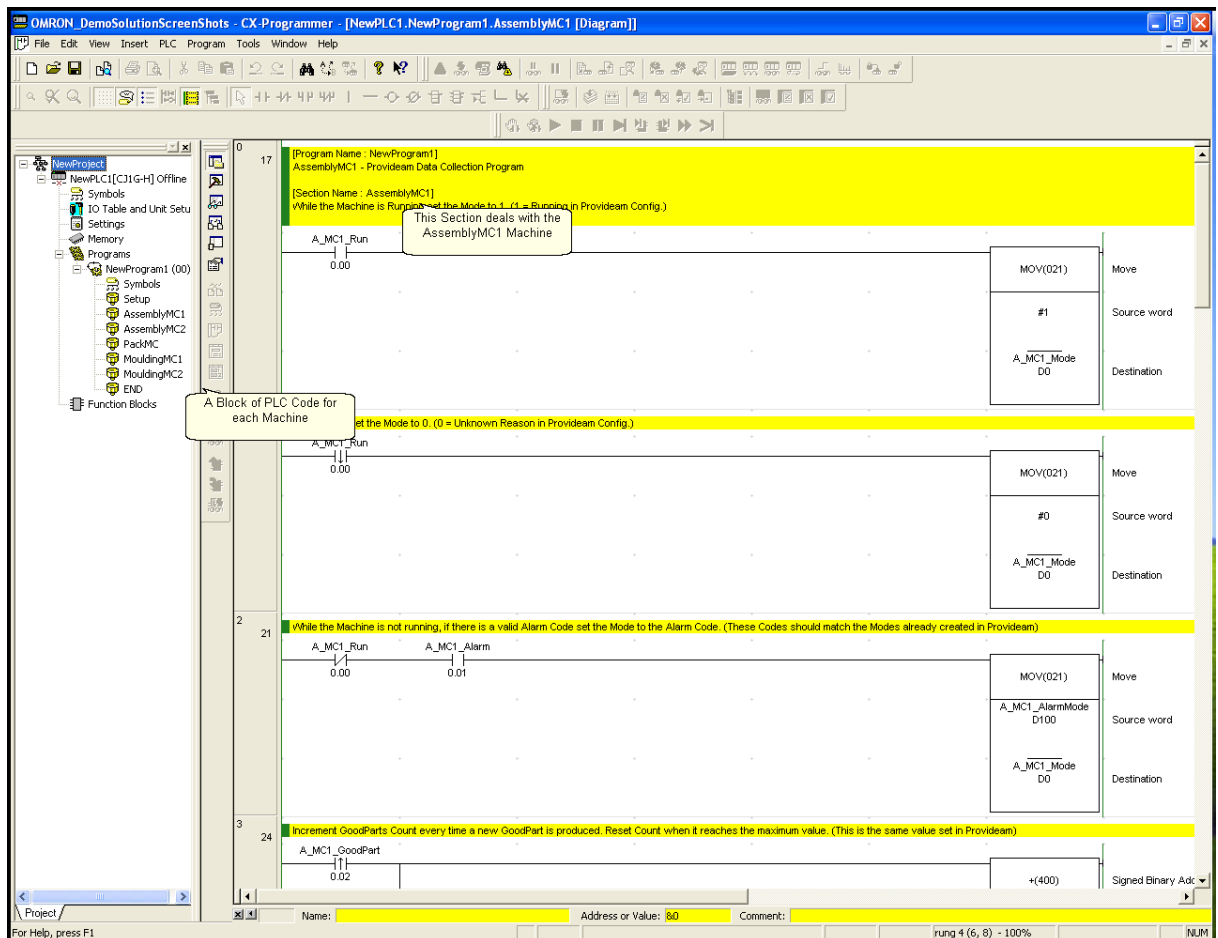 OMRON_DemoSolutionScreenShots - CX-Programmer - [NewPLC1.NewProgram1.AssemblyMC1 [Diagram]]
File Edit View Insert PLC Program Tools Window Help
NewProject
NewPLC1[CJ1G-H] Offline
Symbols
IO Table and Unit Setu
Settings
Memory
Programs
NewProgram1 (00)
Symbols
Setup
AssemblyMC1
AssemblyMC2
PackMC
MouldingMC1
MouldingMC2
END
Function Blocks
Project
A Block of PLC Code for
each Machine
0
17
[Program Name : NewProgram1]
AssemblyMC1 - Provideam Data Collection Program
[Section Name : AssemblyMC1]
While the Machine is Running set the Mode to 1. (1 = Running in Provideam Config.)
This Section deals with the
AssemblyMC1 Machine
A_MC1_Run
0.00
MOV(021) Move
#1 Source word
A_MC1_Mode
D0 Destination
et the Mode to 0. (0 = Unknown Reason in Provideam Config.)
A_MC1_Run
0.00
MOV(021) Move
#0 Source word
A_MC1_Mode
D0 Destination
2
21
While the Machine is not running, if there is a valid Alarm Code set the Mode to the Alarm Code. (These Codes should match the Modes already created in Provideam)
A_MC1_Run A_MC1_Alarm
0.00 0.01
MOV(021) Move
A_MC1_AlarmMode
D100 Source word
A_MC1_Mode
D0 Destination
3
24
Increment GoodParts Count every time a new GoodPart is produced. Reset Count when it reaches the maximum value. (This is the same value set in Provideam)
A_MC1_GoodPart
0.02
+(400) Signed Binary Adc
Name: Address or Value: &0 Comment:
For Help, press F1 rung 4 (6, 8) - 100% NUM